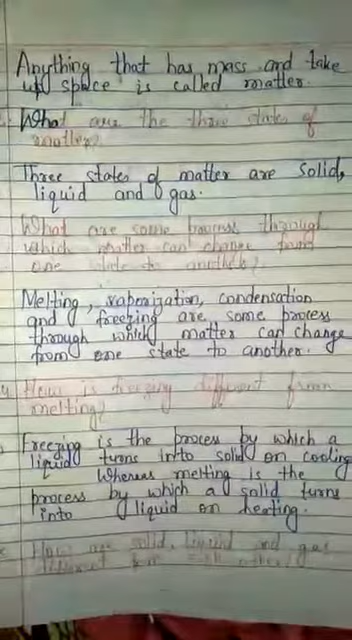 Anything that has mass and take
up space is called matter.
What are the three states of
matter?
Three states of matter are Solid,
liquid and gas.
What are some process through
which matter can change from
one state to another?
Melting, vaporization, condensation
and freezing are some process
through which matter can change
from one state to another.
How is freezing different from
melting?
Freezing is the process by which a
liquid turns into solid on cooling
Whereas melting is the
process by which a solid turns
into liquid on heating.
How are solid, liquid and gas
different from each other?